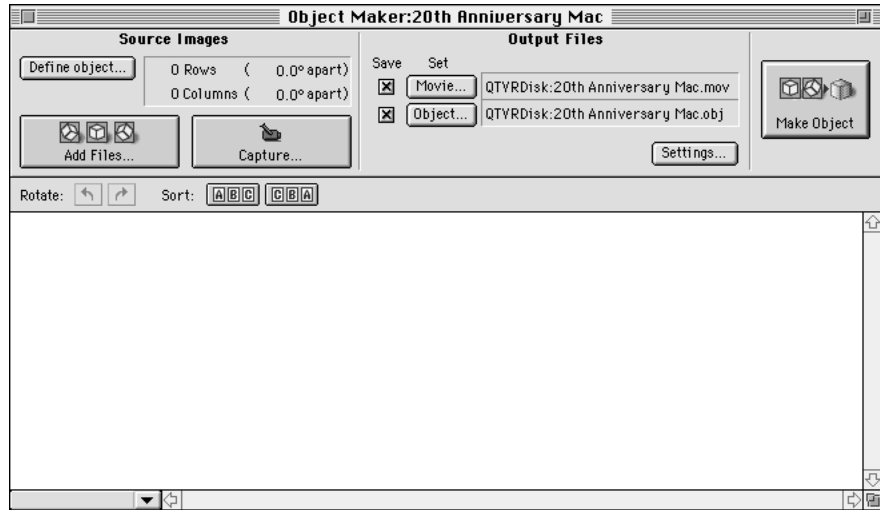 Object Maker:20th Anniversary Mac
Source Images
Define object...
0 Rows ( 0.0° apart)
0 Columns ( 0.0° apart)
Add Files...
Capture...
Output Files
Save Set
Movie... QTVRDisk:20th Anniversary Mac.mov
Object... QTVRDisk:20th Anniversary Mac.obj
Settings...
Make Object
Rotate: Sort: ABC CBA